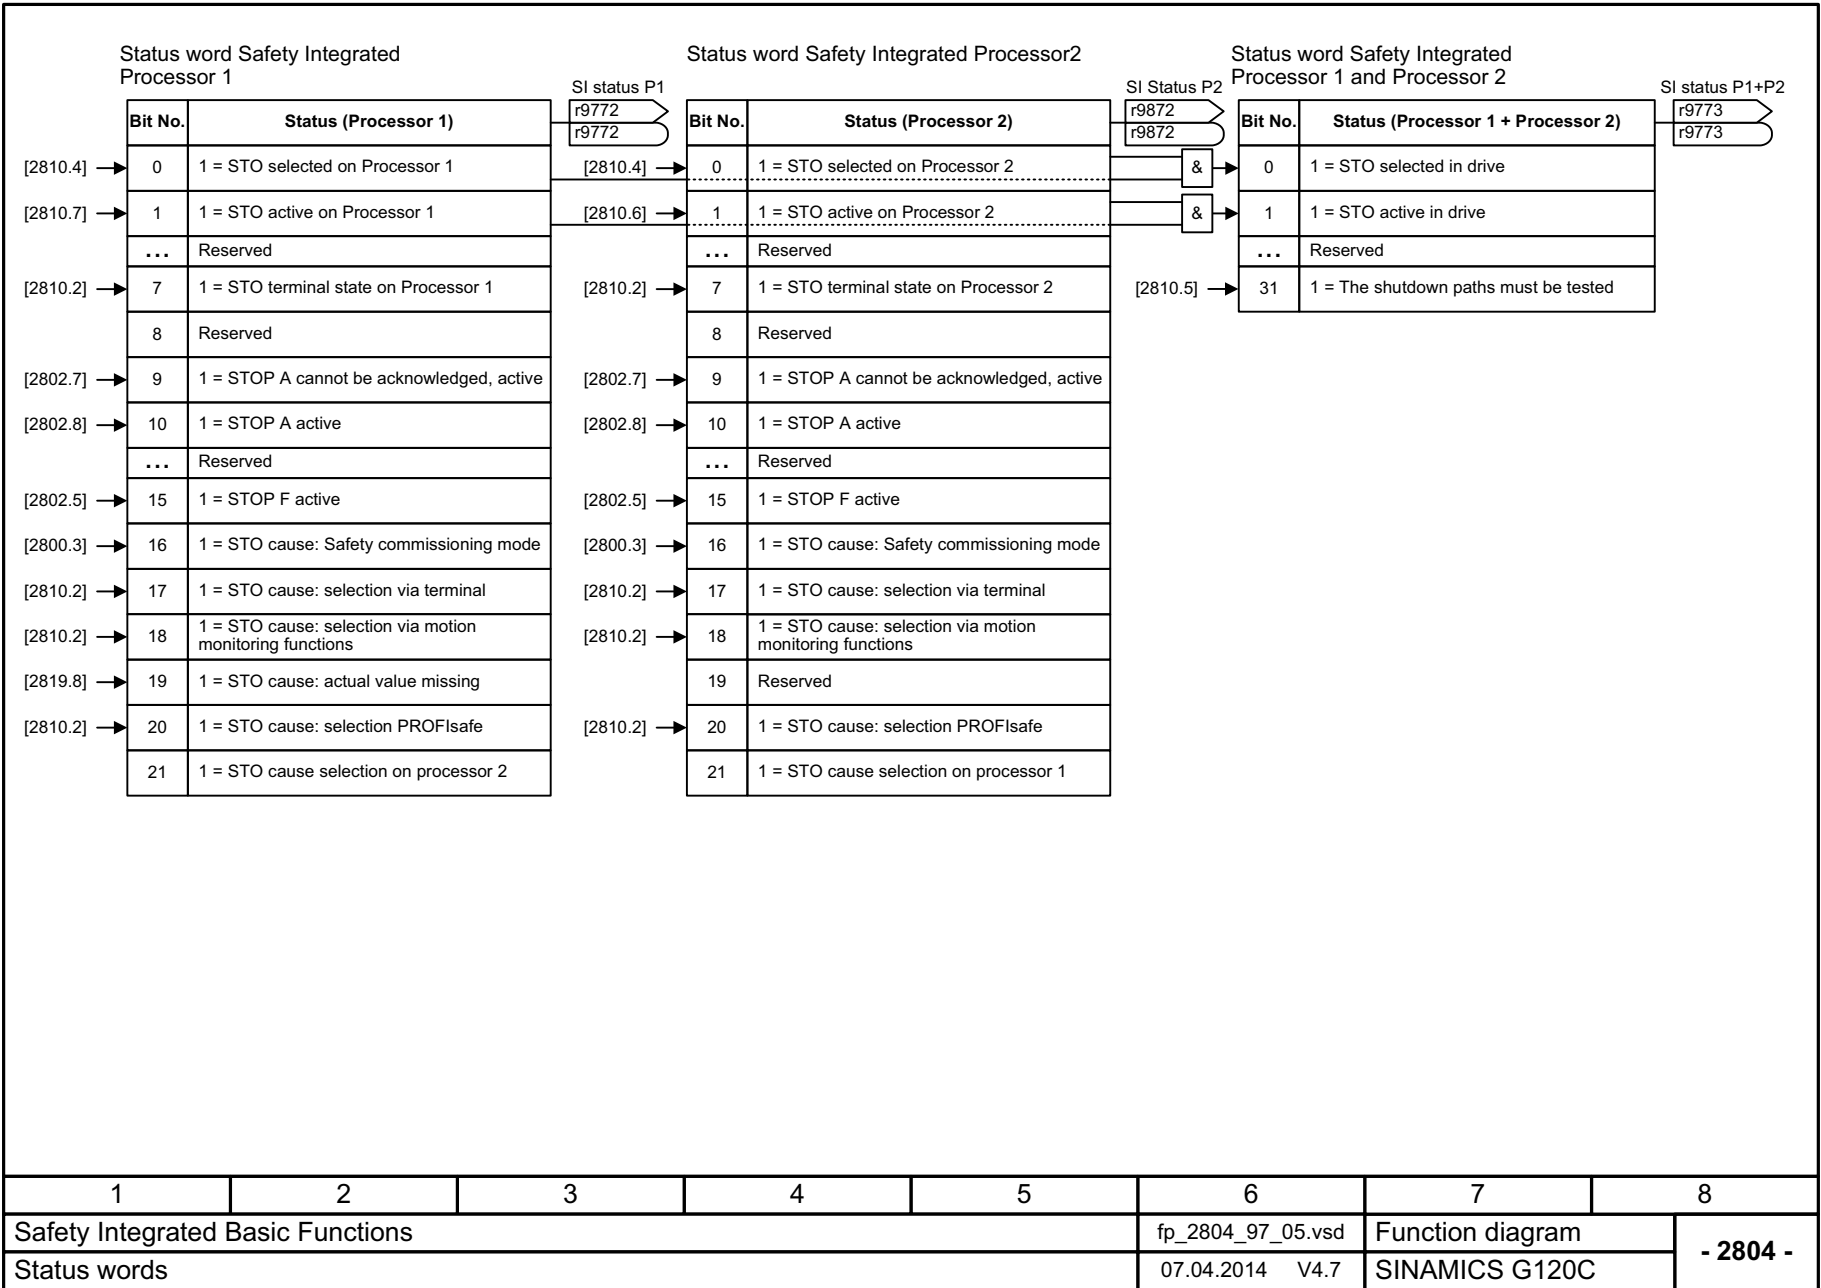 Status word Safety Integrated
Processor 1
SI status P1
r9772
r9772
Bit No. Status (Processor 1)
[2810.4] 0 1 = STO selected on Processor 1
[2810.7] 1 1 = STO active on Processor 1
... Reserved
[2810.2] 7 1 = STO terminal state on Processor 1
8 Reserved
[2802.7] 9 1 = STOP A cannot be acknowledged, active
[2802.8] 10 1 = STOP A active
... Reserved
[2802.5] 15 1 = STOP F active
[2800.3] 16 1 = STO cause: Safety commissioning mode
[2810.2] 17 1 = STO cause: selection via terminal
[2810.2] 18 1 = STO cause: selection via motion
monitoring functions
[2819.8] 19 1 = STO cause: actual value missing
[2810.2] 20 1 = STO cause: selection PROFIsafe
21 1 = STO cause selection on processor 2
Status word Safety Integrated Processor2
SI Status P2
r9872
r9872
Bit No. Status (Processor 2)
[2810.4] 0 1 = STO selected on Processor 2
&
[2810.6] 1 1 = STO active on Processor 2
&
... Reserved
[2810.2] 7 1 = STO terminal state on Processor 2
8 Reserved
[2802.7] 9 1 = STOP A cannot be acknowledged, active
[2802.8] 10 1 = STOP A active
... Reserved
[2802.5] 15 1 = STOP F active
[2800.3] 16 1 = STO cause: Safety commissioning mode
[2810.2] 17 1 = STO cause: selection via terminal
[2810.2] 18 1 = STO cause: selection via motion
monitoring functions
19 Reserved
[2810.2] 20 1 = STO cause: selection PROFIsafe
21 1 = STO cause selection on processor 1
Status word Safety Integrated
Processor 1 and Processor 2
SI status P1+P2
r9773
r9773
Bit No. Status (Processor 1 + Processor 2)
0 1 = STO selected in drive
1 1 = STO active in drive
... Reserved
[2810.5] 31 1 = The shutdown paths must be tested
1 2 3 4 5 6 7 8
Safety Integrated Basic Functions fp_2804_97_05.vsd Function diagram
- 2804 -
Status words 07.04.2014 V4.7 SINAMICS G120C